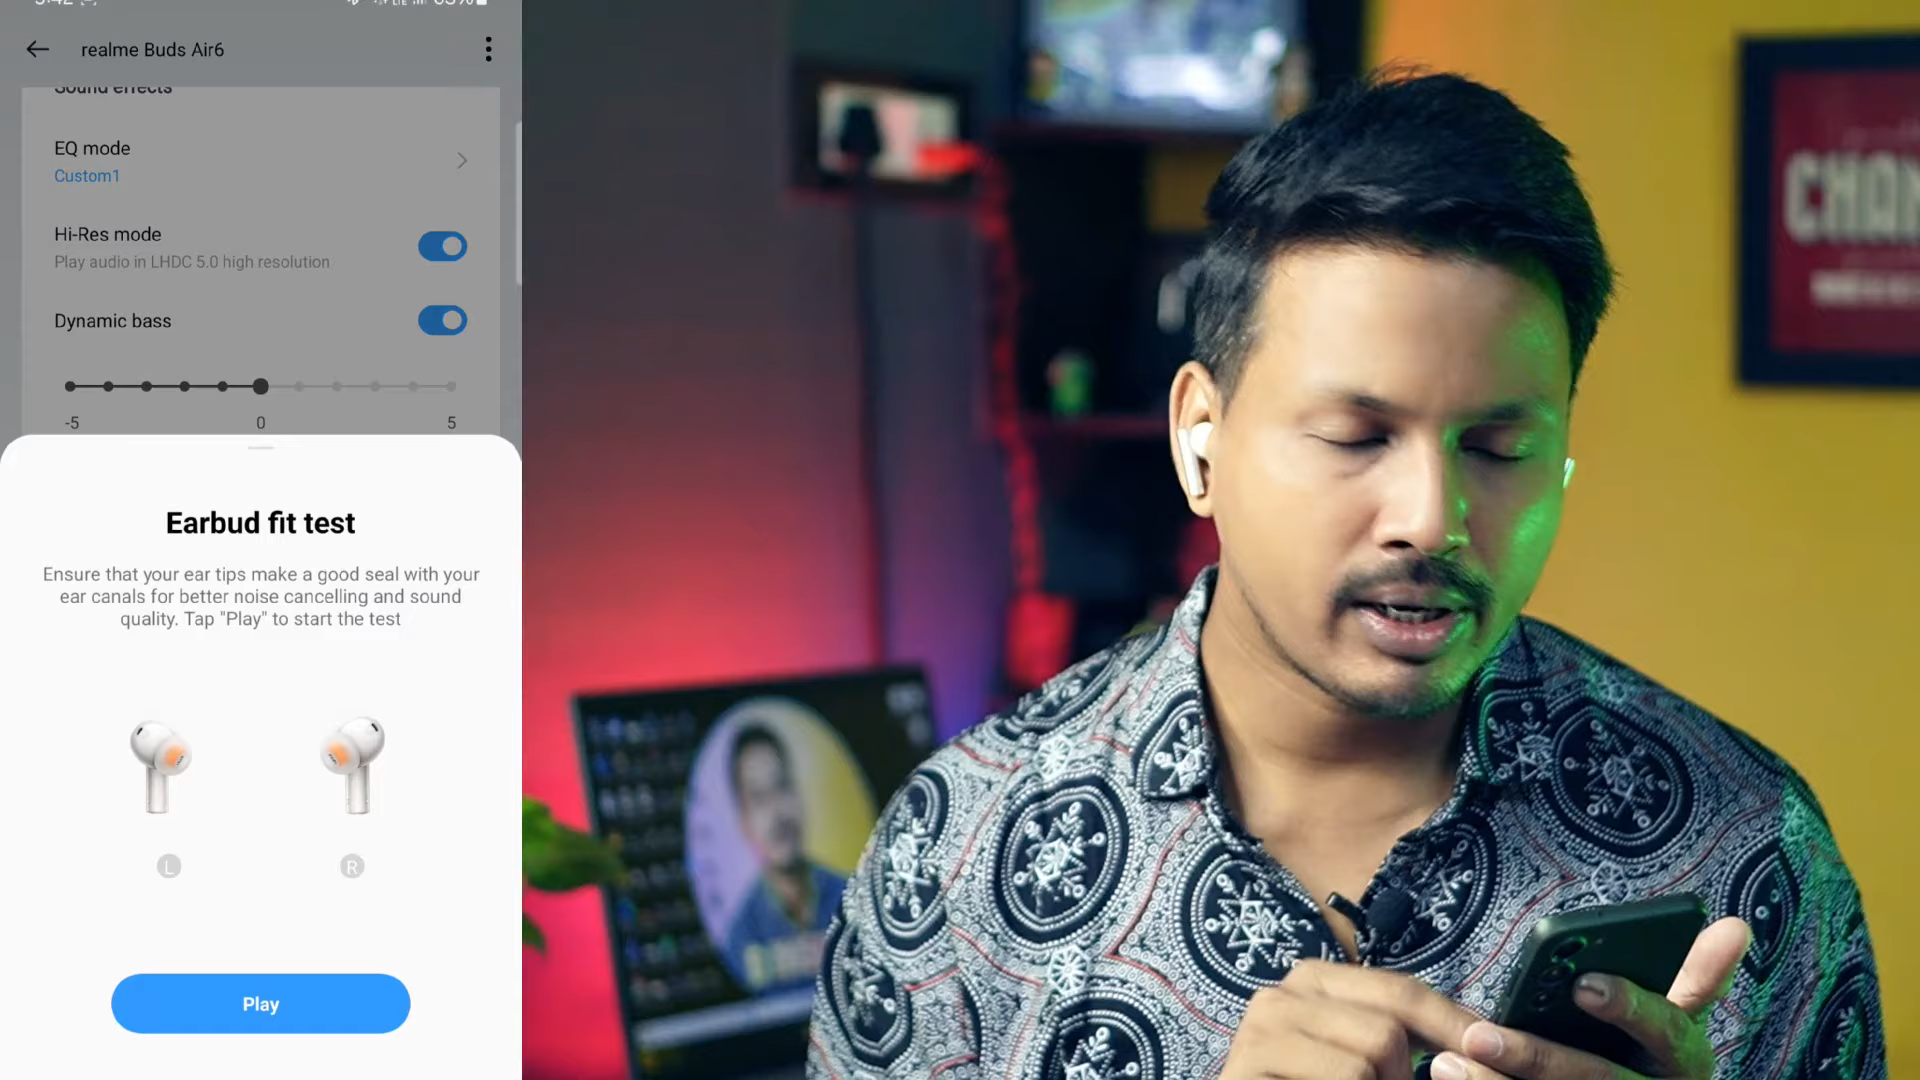 realme Buds Air6
Sound effects
EQ mode
Custom1
Hi-Res mode
Play audio in LHDC 5.0 high resolution
Dynamic bass
-5 0 5
Earbud fit test
Ensure that your ear tips make a good seal with your
ear canals for better noise cancelling and sound
quality. Tap "Play" to start the test
L R
Play